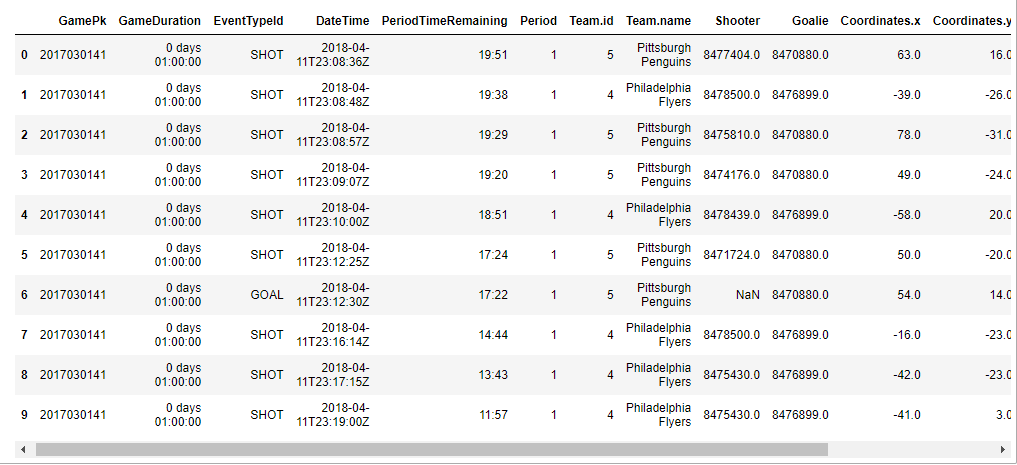 GamePk GameDuration EventTypeId DateTime PeriodTimeRemaining Period Team.id Team.name Shooter Goalie Coordinates.x Coordinates.y
0 2017030141 0 days 01:00:00 SHOT 2018-04-11T23:08:36Z 19:51 1 5 Pittsburgh Penguins 8477404.0 8470880.0 63.0 16.0
1 2017030141 0 days 01:00:00 SHOT 2018-04-11T23:08:48Z 19:38 1 4 Philadelphia Flyers 8478500.0 8476899.0 -39.0 -26.0
2 2017030141 0 days 01:00:00 SHOT 2018-04-11T23:08:57Z 19:29 1 5 Pittsburgh Penguins 8475810.0 8470880.0 78.0 -31.0
3 2017030141 0 days 01:00:00 SHOT 2018-04-11T23:09:07Z 19:20 1 5 Pittsburgh Penguins 8474176.0 8470880.0 49.0 -24.0
4 2017030141 0 days 01:00:00 SHOT 2018-04-11T23:10:00Z 18:51 1 4 Philadelphia Flyers 8478439.0 8476899.0 -58.0 20.0
5 2017030141 0 days 01:00:00 SHOT 2018-04-11T23:12:25Z 17:24 1 5 Pittsburgh Penguins 8471724.0 8470880.0 50.0 -20.0
6 2017030141 0 days 01:00:00 GOAL 2018-04-11T23:12:30Z 17:22 1 5 Pittsburgh Penguins NaN 8470880.0 54.0 14.0
7 2017030141 0 days 01:00:00 SHOT 2018-04-11T23:16:14Z 14:44 1 4 Philadelphia Flyers 8478500.0 8476899.0 -16.0 -23.0
8 2017030141 0 days 01:00:00 SHOT 2018-04-11T23:17:15Z 13:43 1 4 Philadelphia Flyers 8475430.0 8476899.0 -42.0 -23.0
9 2017030141 0 days 01:00:00 SHOT 2018-04-11T23:19:00Z 11:57 1 4 Philadelphia Flyers 8475430.0 8476899.0 -41.0 3.0